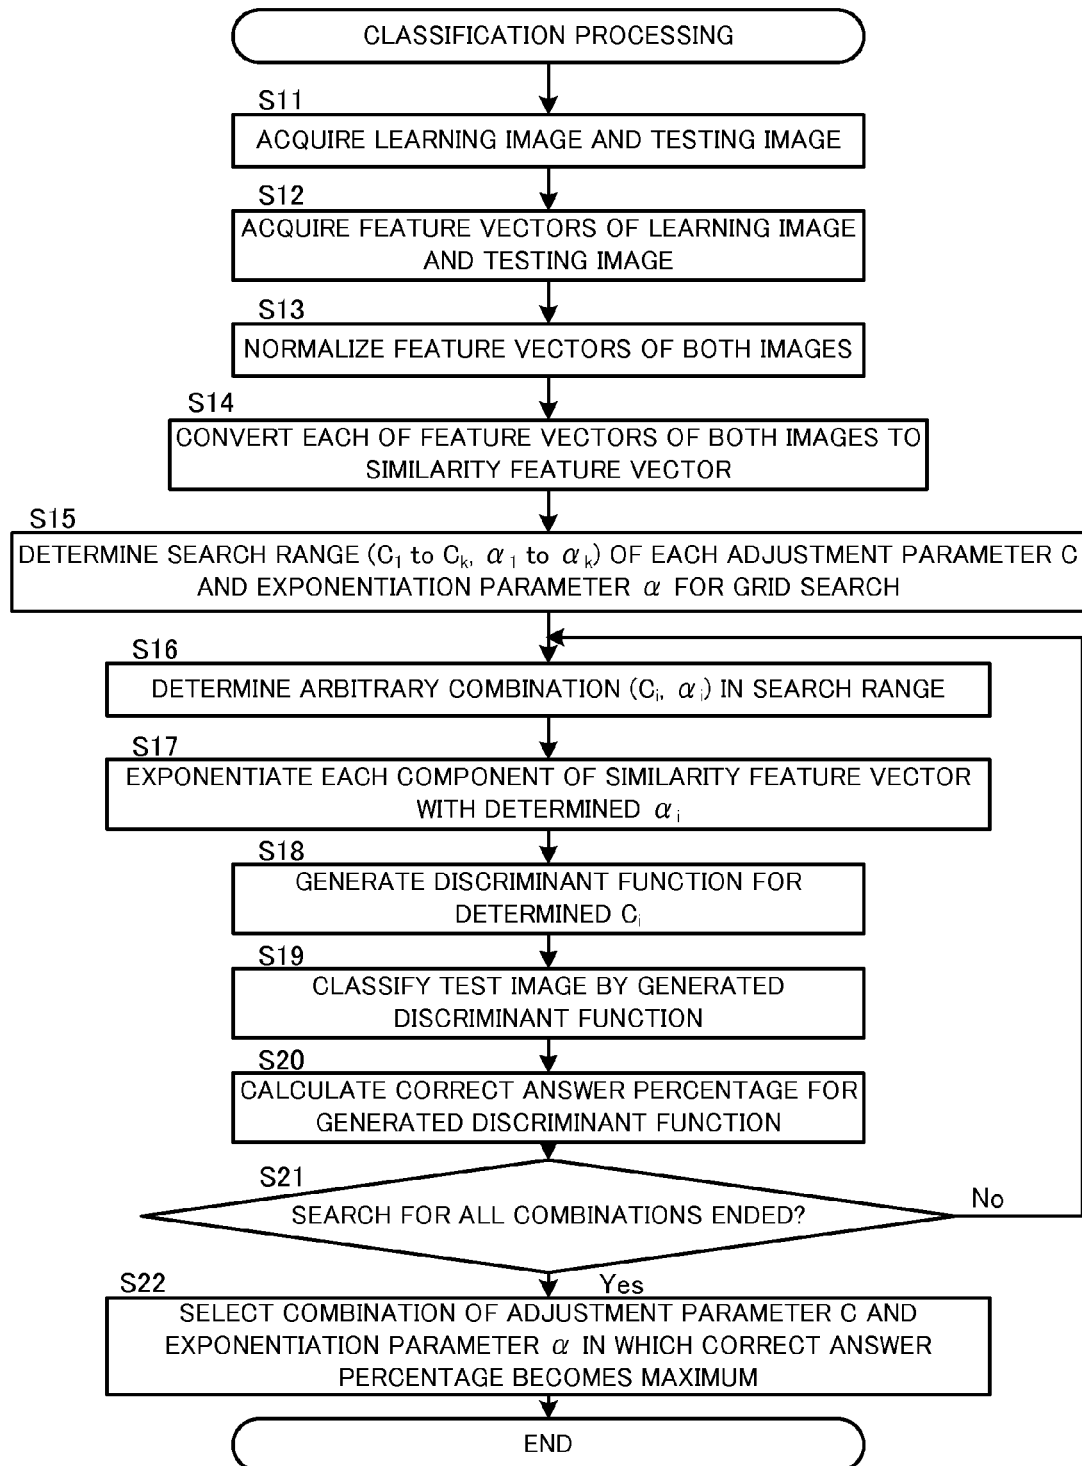 CLASSIFICATION PROCESSING
S11
ACQUIRE LEARNING IMAGE AND TESTING IMAGE
S12
ACQUIRE FEATURE VECTORS OF LEARNING IMAGE
AND TESTING IMAGE
S13
NORMALIZE FEATURE VECTORS OF BOTH IMAGES
S14
CONVERT EACH OF FEATURE VECTORS OF BOTH IMAGES TO
SIMILARITY FEATURE VECTOR
S15
DETERMINE SEARCH RANGE (C₁ to Cₖ, α₁ to αₖ) OF EACH ADJUSTMENT PARAMETER C
AND EXPONENTIATION PARAMETER α FOR GRID SEARCH
S16
DETERMINE ARBITRARY COMBINATION (Cᵢ, αᵢ) IN SEARCH RANGE
S17
EXPONENTIATE EACH COMPONENT OF SIMILARITY FEATURE VECTOR
WITH DETERMINED αᵢ
S18
GENERATE DISCRIMINANT FUNCTION FOR
DETERMINED Cᵢ
S19
CLASSIFY TEST IMAGE BY GENERATED
DISCRIMINANT FUNCTION
S20
CALCULATE CORRECT ANSWER PERCENTAGE FOR
GENERATED DISCRIMINANT FUNCTION
S21
SEARCH FOR ALL COMBINATIONS ENDED?
No
Yes
S22
SELECT COMBINATION OF ADJUSTMENT PARAMETER C AND
EXPONENTIATION PARAMETER α IN WHICH CORRECT ANSWER
PERCENTAGE BECOMES MAXIMUM
END